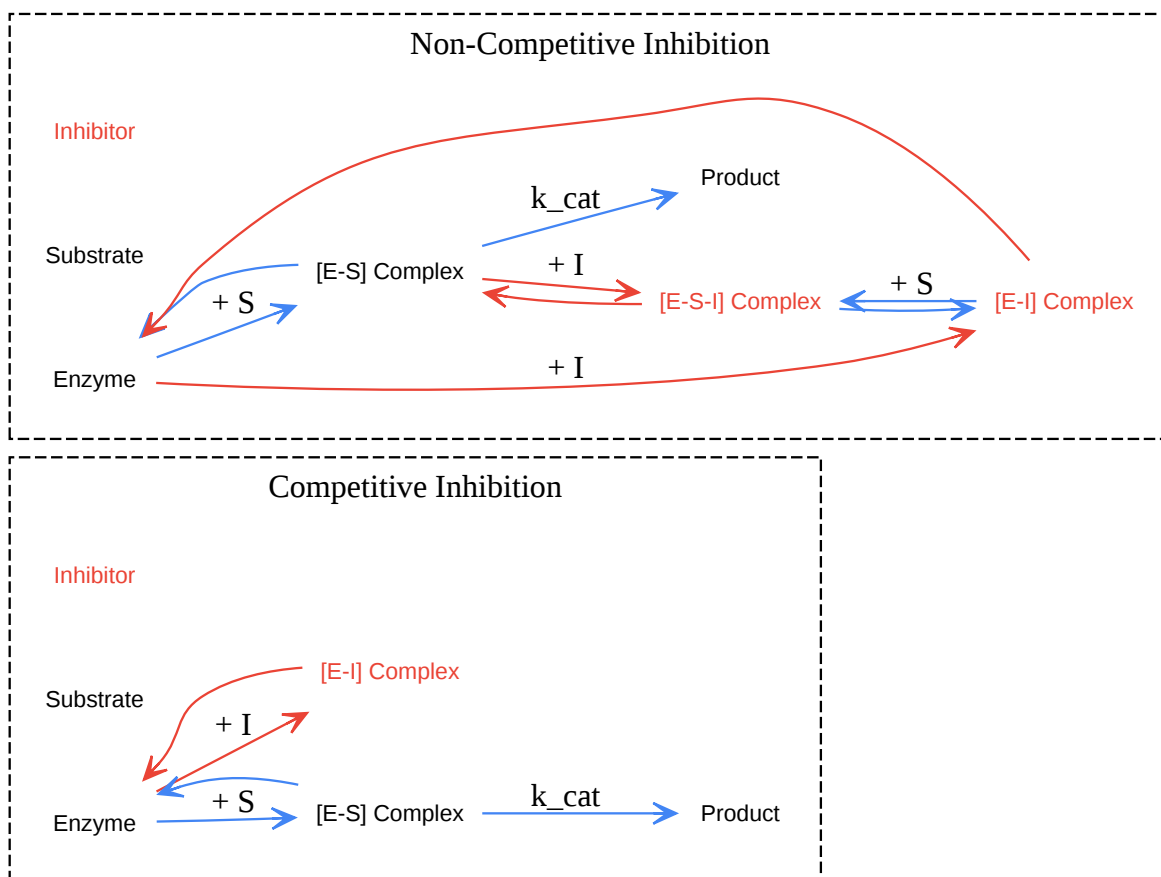 Non-Competitive Inhibition
Inhibitor
Product
k_cat
Substrate
[E-S] Complex
+ I
+ S
[E-S-I] Complex
+ S
[E-I] Complex
Enzyme
+ I
Competitive Inhibition
Inhibitor
[E-I] Complex
Substrate
+ I
+ S
k_cat
Enzyme
[E-S] Complex
Product